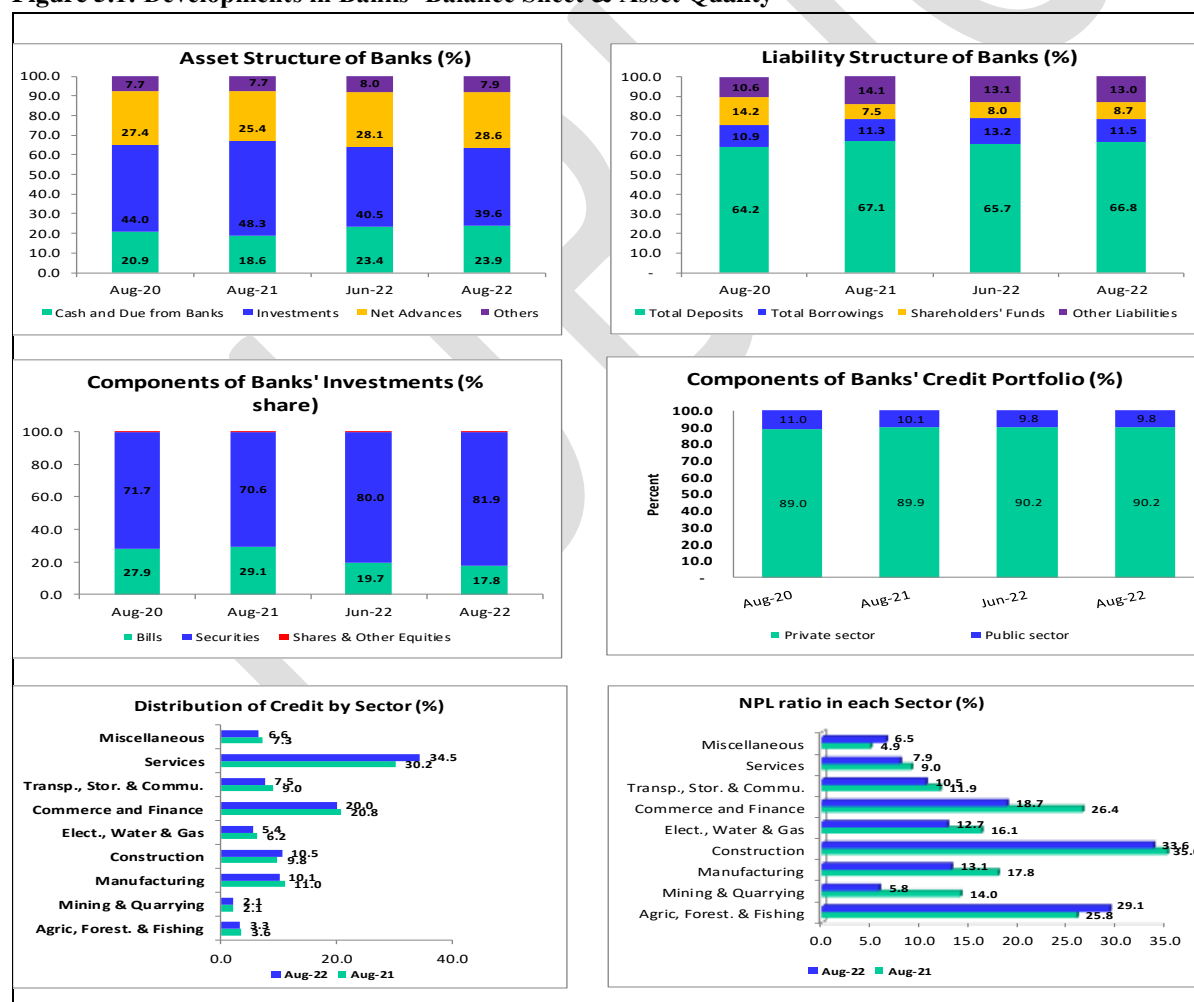 Figure 3.1: Developments in Banks' Balance Sheet & Asset Quality
Asset Structure of Banks (%)
100.0
90.0
80.0
70.0
60.0
50.0
40.0
30.0
20.0
10.0
0.0
7.7 7.7 8.0 7.9
27.4 25.4 28.1 28.6
44.0 48.3 40.5 39.6
20.9 18.6 23.4 23.9
Aug-20 Aug-21 Jun-22 Aug-22
Cash and Due from Banks Investments Net Advances Others
Liability Structure of Banks (%)
100.0
90.0
80.0
70.0
60.0
50.0
40.0
30.0
20.0
10.0
-
10.6 14.1 13.1 13.0
14.2 7.5 8.0 8.7
10.9 11.3 13.2 11.5
64.2 67.1 65.7 66.8
Aug-20 Aug-21 Jun-22 Aug-22
Total Deposits Total Borrowings Shareholders' Funds Other Liabilities
Components of Banks' Investments (%
share)
100.0
80.0
60.0
40.0
20.0
0.0
71.7 70.6 80.0 81.9
27.9 29.1 19.7 17.8
Aug-20 Aug-21 Jun-22 Aug-22
Bills Securities Shares & Other Equities
Components of Banks' Credit Portfolio (%)
Percent
100.0
90.0
80.0
70.0
60.0
50.0
40.0
30.0
20.0
10.0
-
11.0 10.1 9.8 9.8
89.0 89.9 90.2 90.2
Aug-20 Aug-21 Jun-22 Aug-22
Private sector Public sector
Distribution of Credit by Sector (%)
Miscellaneous 6.6 7.3
Services 34.5 30.2
Transp., Stor. & Commu. 7.5 9.0
Commerce and Finance 20.0 20.8
Elect., Water & Gas 5.4 6.2
Construction 10.5 9.8
Manufacturing 10.1 11.0
Mining & Quarrying 2.1 2.1
Agric, Forest. & Fishing 3.3 3.6
0.0 20.0 40.0
Aug-22 Aug-21
NPL ratio in each Sector (%)
Miscellaneous 6.5 4.9
Services 7.9 9.0
Transp., Stor. & Commu. 10.5 11.9
Commerce and Finance 18.7 26.4
Elect., Water & Gas 12.7 16.1
Construction 33.6
Manufacturing 13.1 17.8
Mining & Quarrying 5.8 14.0
Agric, Forest. & Fishing 29.1 25.8
0.0 5.0 10.0 15.0 20.0 25.0 30.0 35.0
Aug-22 Aug-21